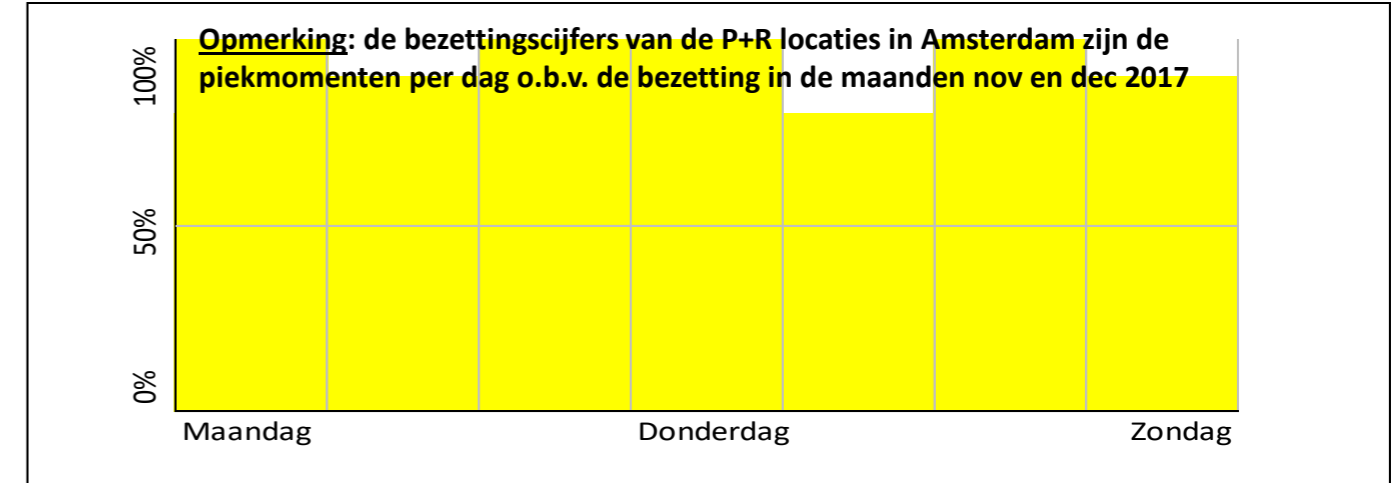 Opmerking: de bezettingscijfers van de P+R locaties in Amsterdam zijn de
piekmomenten per dag o.b.v. de bezetting in de maanden nov en dec 2017
100%
50%
0%
Maandag Donderdag Zondag